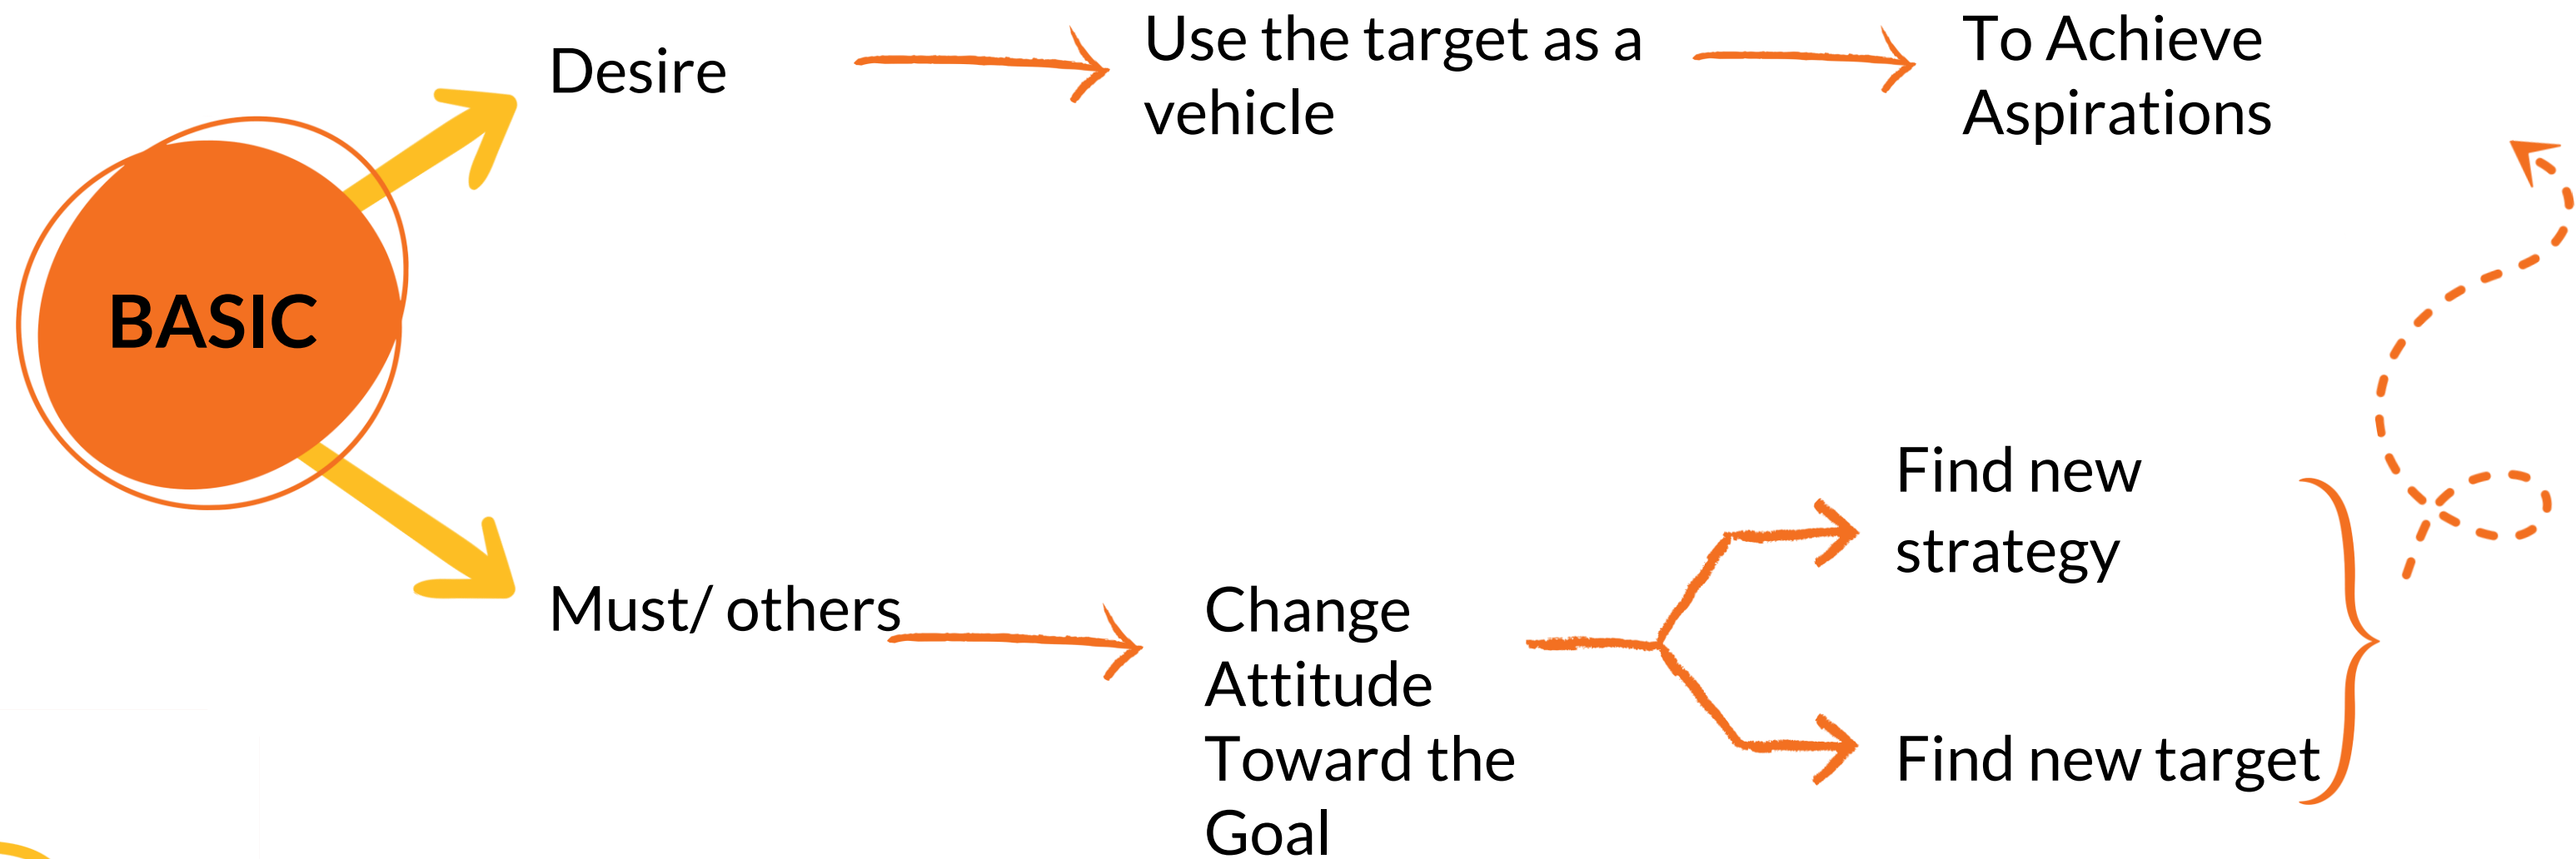 BASIC
Desire
Use the target as a
vehicle
To Achieve
Aspirations
Must/ others
Change
Attitude
Toward the
Goal
Find new
strategy
Find new target